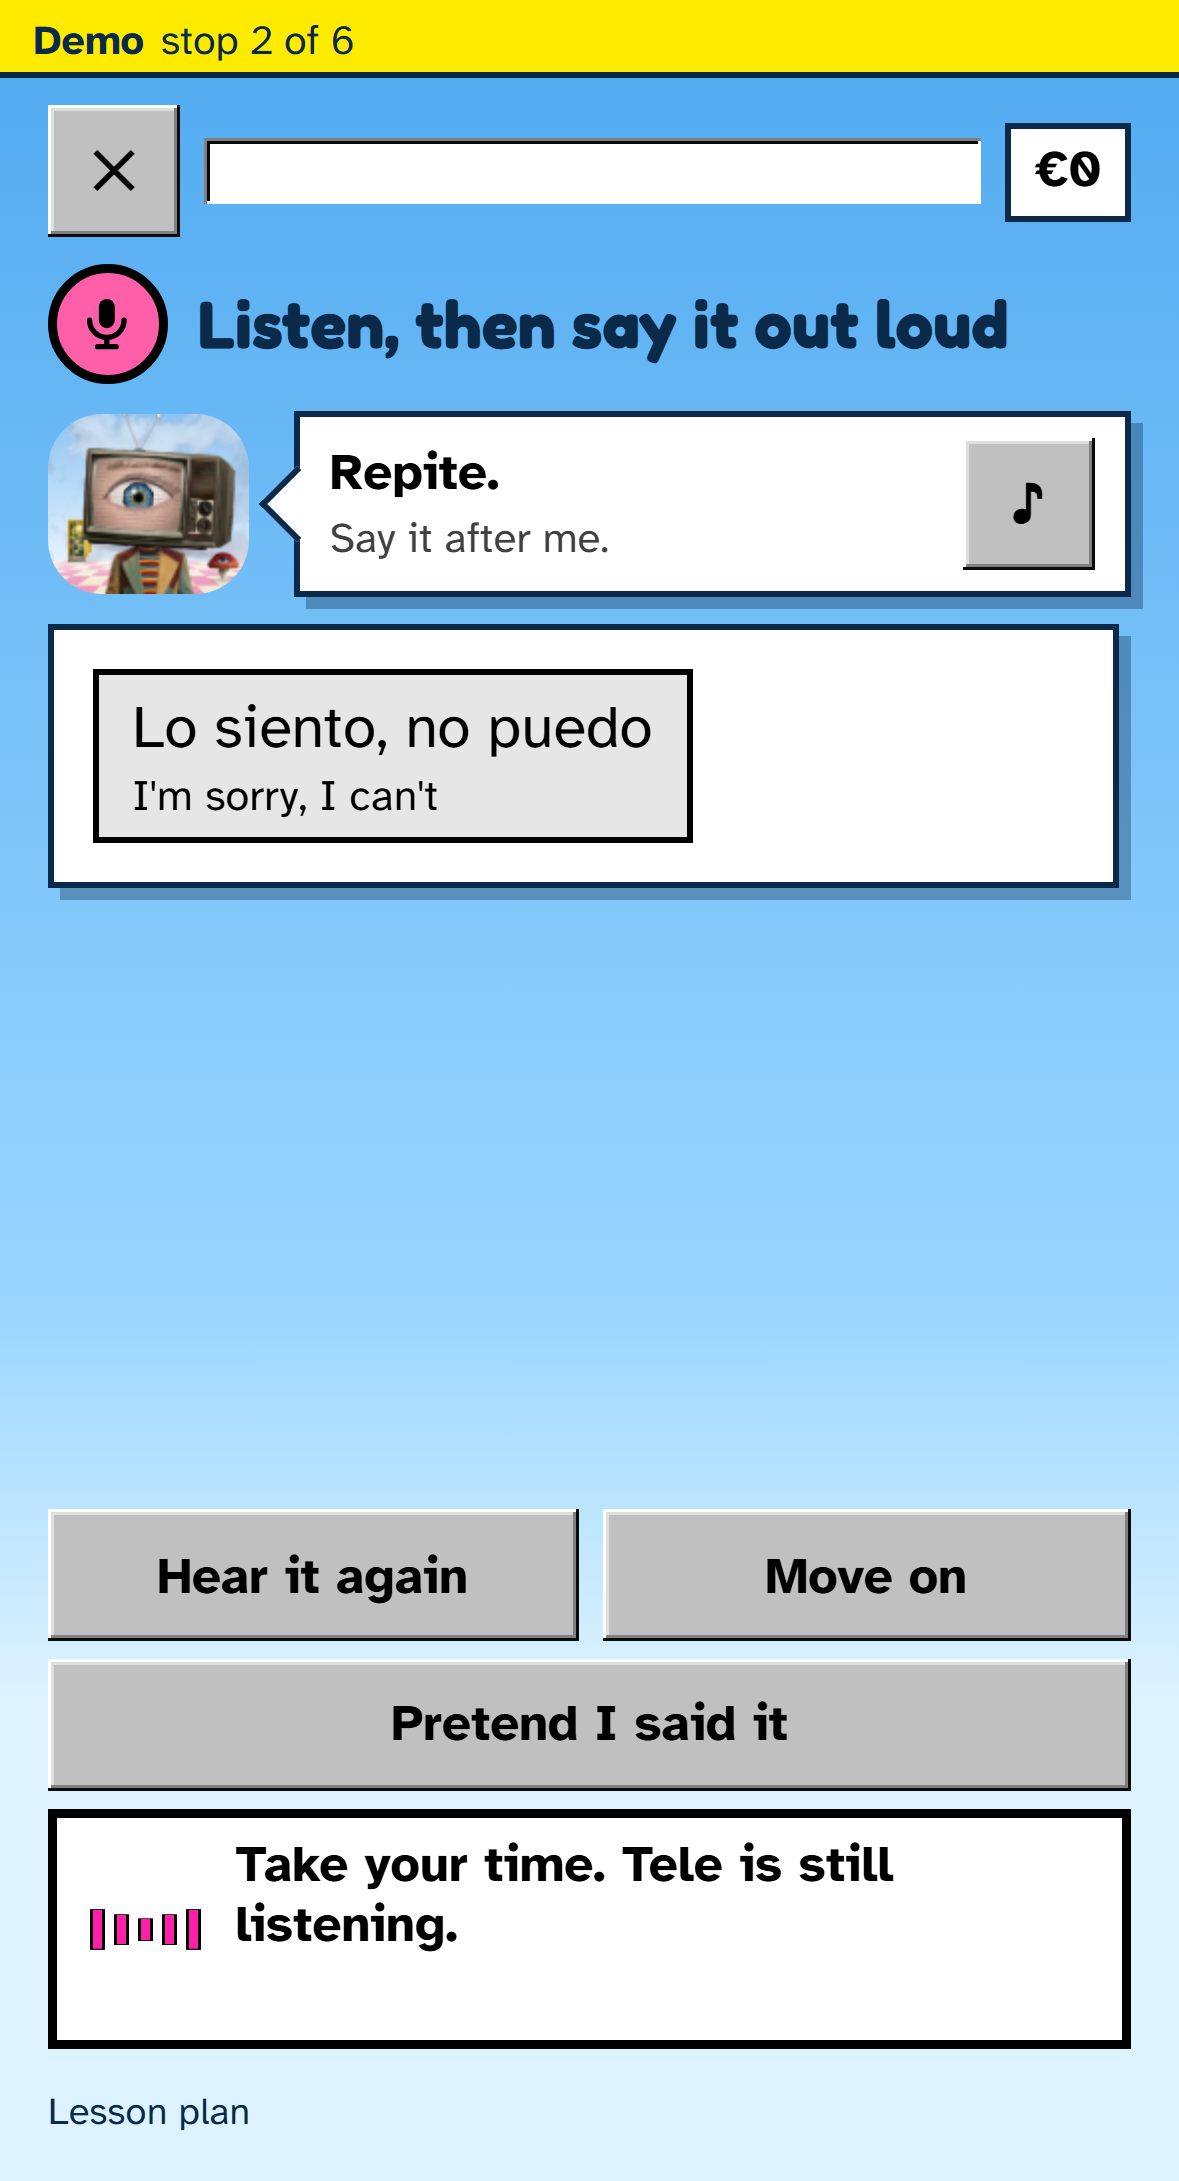 Demo stop 2 of 6
€0
Listen, then say it out loud
Repite.
Say it after me.
Lo siento, no puedo
I'm sorry, I can't
Hear it again
Move on
Pretend I said it
Take your time. Tele is still
listening.
Lesson plan